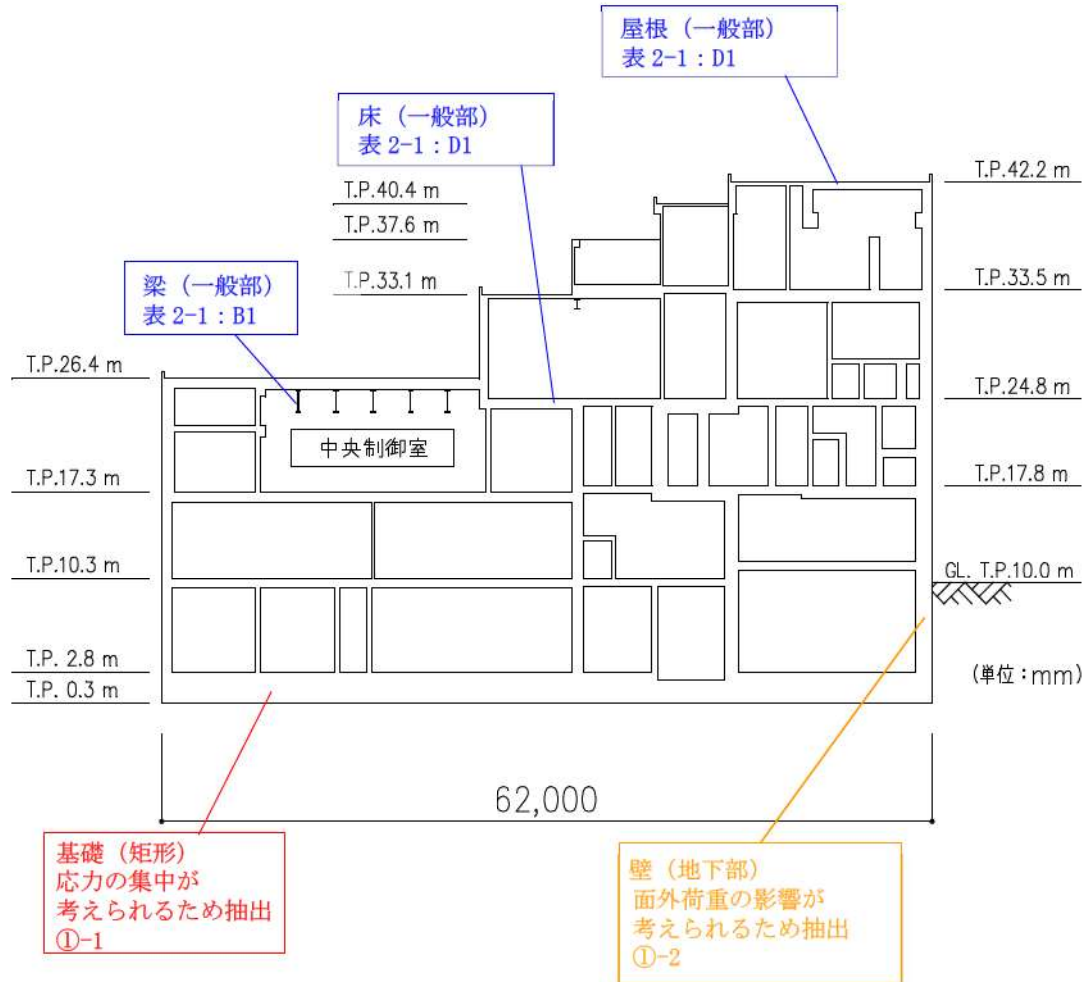 屋根（一般部）
表 2-1：D1
床（一般部）
表 2-1：D1
T.P.42.2 m
T.P.40.4 m
T.P.37.6 m
T.P.33.1 m
梁（一般部）
表 2-1：B1
T.P.33.5 m
T.P.26.4 m
T.P.24.8 m
中央制御室
T.P.17.3 m
T.P.17.8 m
T.P.10.3 m
GL. T.P.10.0 m
T.P. 2.8 m
T.P. 0.3 m
(単位：mm)
62,000
基礎（矩形）
応力の集中が
考えられるため抽出
①-1
壁（地下部）
面外荷重の影響が
考えられるため抽出
①-2